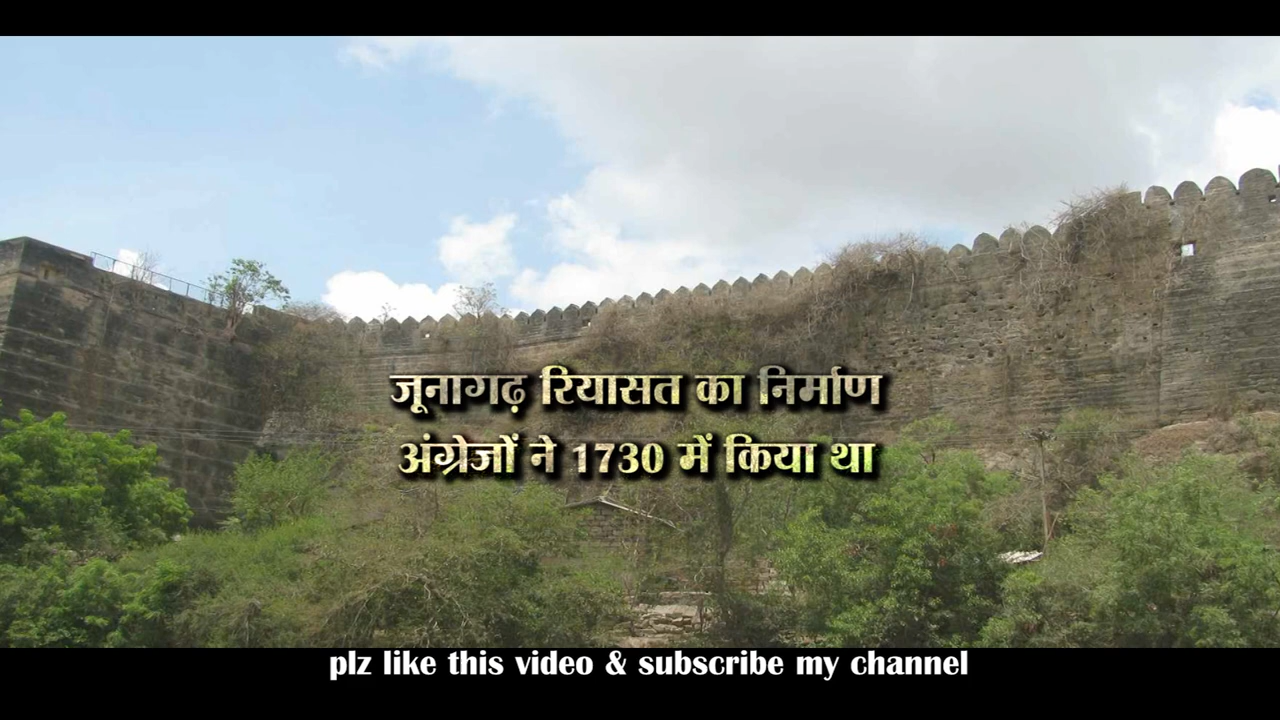 जूनागढ़ रियासत का निर्माण
अंग्रेजों ने 1730 में किया था
plz like this video & subscribe my channel